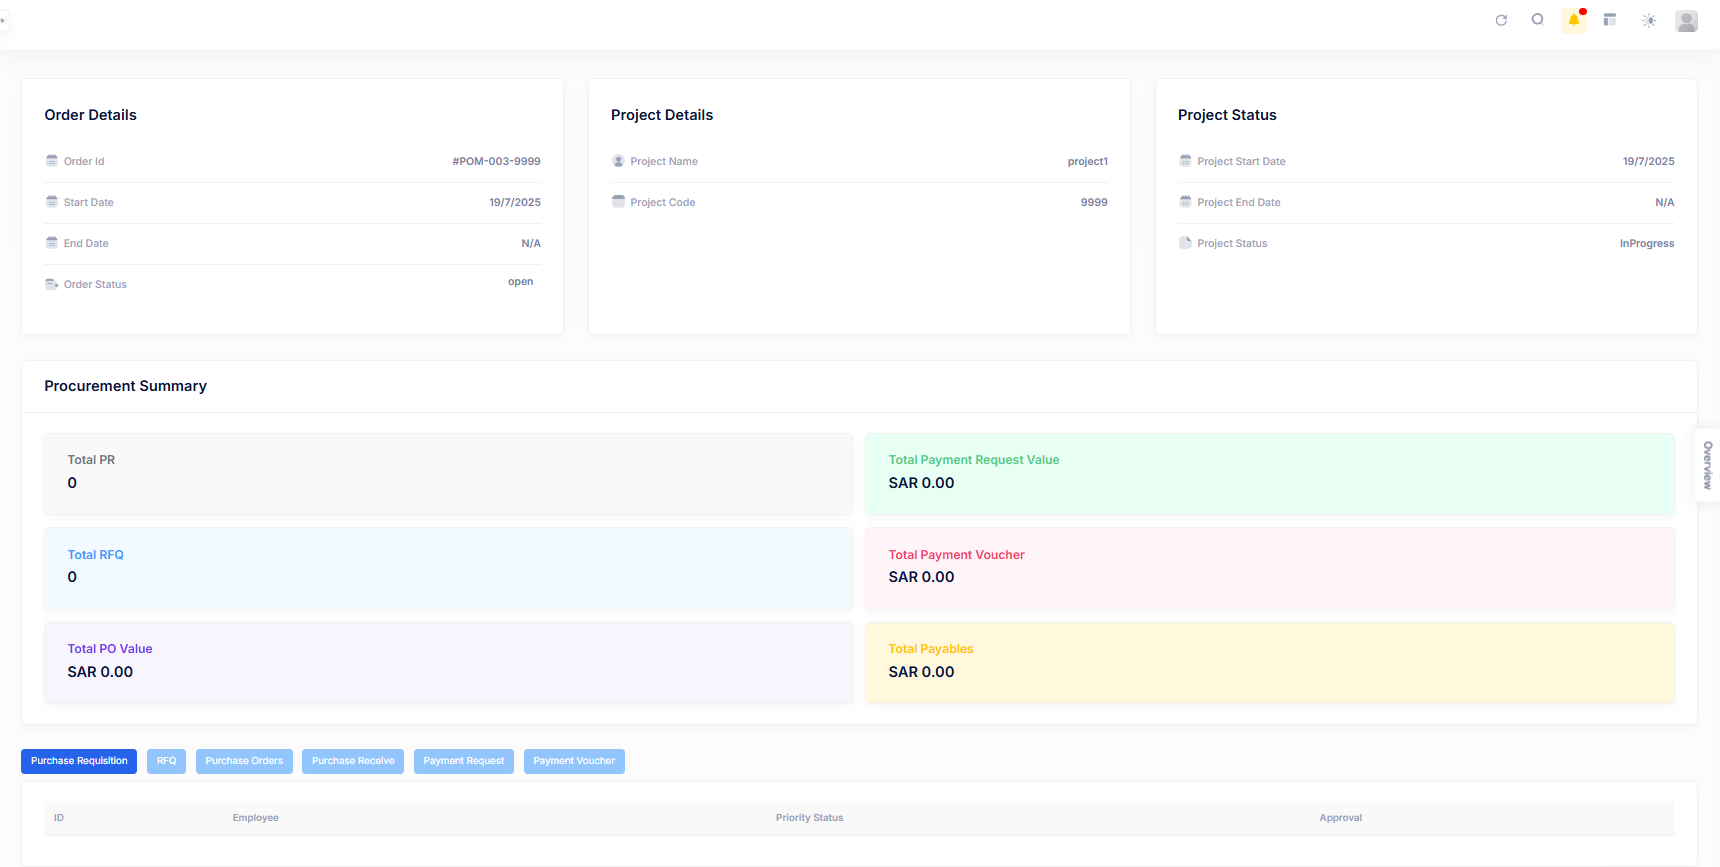 Order Details
Order Id #POM-003-9999
Start Date 19/7/2025
End Date N/A
Order Status open
Project Details
Project Name project1
Project Code 9999
Project Status
Project Start Date 19/7/2025
Project End Date N/A
Project Status InProgress
Procurement Summary
Total PR
0
Total Payment Request Value
SAR 0.00
Total RFQ
0
Total Payment Voucher
SAR 0.00
Total PO Value
SAR 0.00
Total Payables
SAR 0.00
Overview
Purchase Requisition RFQ Purchase Orders Purchase Receive Payment Request Payment Voucher
ID Employee Priority Status Approval